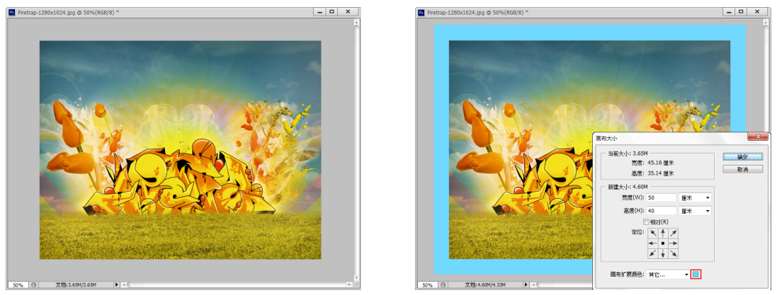 Firetrap-1280x1024.jpg @ 50%(RGB/8) *
50%
文档:3.65M/3.65M
Firetrap-1280x1024.jpg @ 50%(RGB/8) *
画布大小
当前大小: 3.65M
宽度: 45.16 厘米
高度: 35.14 厘米
确定
取消
新建大小: 4.60M
宽度(W): 50 厘米
高度(H): 40 厘米
相对(R)
定位:
画布扩展颜色: 其它...
50%
文档:4.60M/4.33M